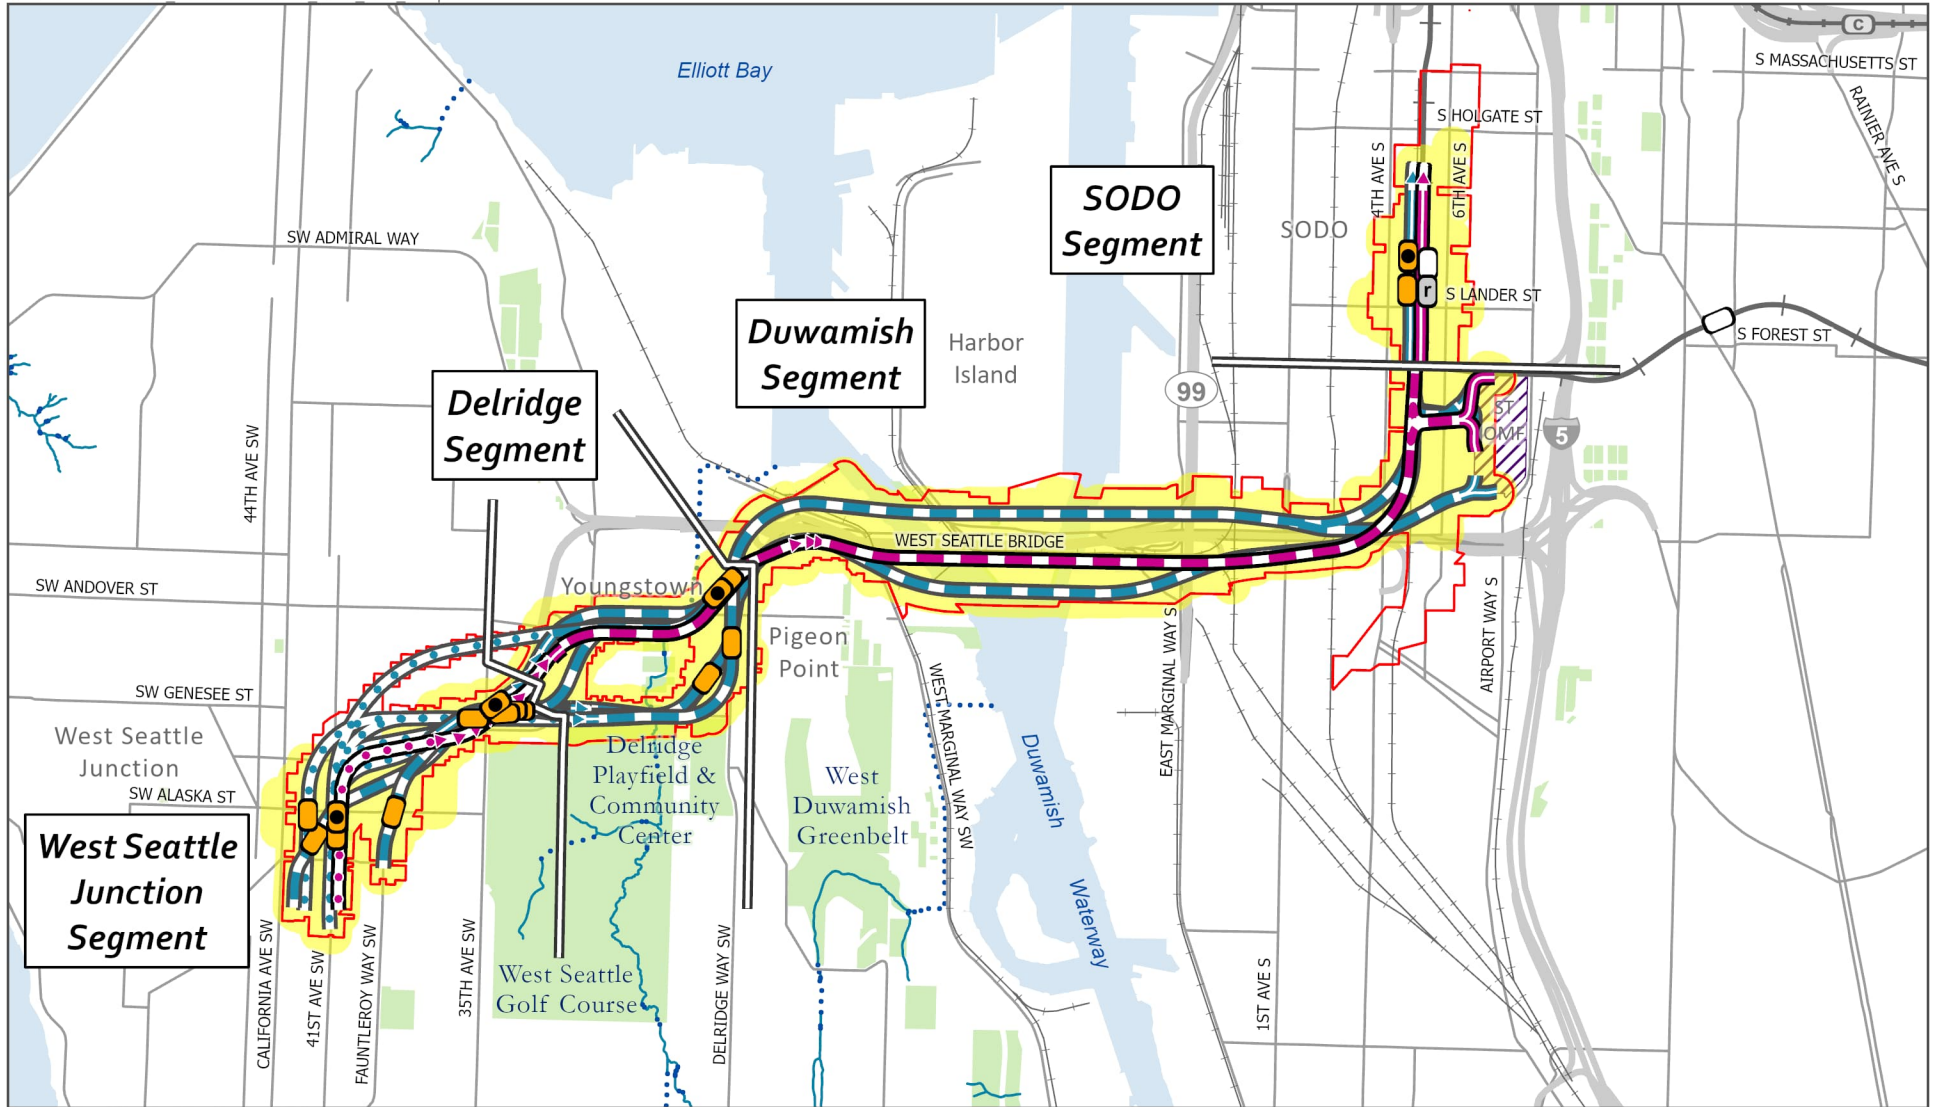 C
S MASSACHUSETTS ST
Elliott Bay
RAINIER AVE S
S HOLGATE ST
4TH AVE S
6TH AVE S
SODO
Segment
SODO
SW ADMIRAL WAY
r
S LANDER ST
S FOREST ST
Duwamish
Segment
Harbor
Island
99
Delridge
Segment
ST
OMF
5
44TH AVE SW
WEST SEATTLE BRIDGE
SW ANDOVER ST
Youngstown
Pigeon
Point
AIRPORT WAY S
EAST MARGINAL WAY S
WEST MARGINAL WAY SW
SW GENESEE ST
West Seattle
Junction
SW ALASKA ST
Delridge
Playfield &
Community
Center
West
Duwamish
Greenbelt
Duwamish
Waterway
West Seattle
Junction
Segment
West Seattle
Golf Course
CALIFORNIA AVE SW
41ST AVE SW
FAUNTLEROY WAY SW
35TH AVE SW
DELRIDGE WAY SW
1ST AVE S